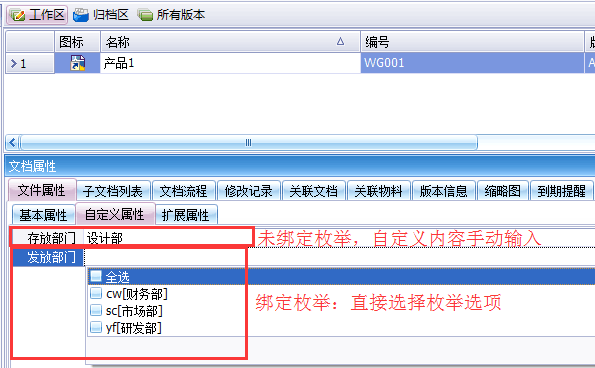 工作区 归档区 所有版本
图标 名称 编号
1 产品1 WG001
文档属性
文件属性 子文档列表 文档流程 修改记录 关联文档 关联物料 版本信息 缩略图 到期提醒
基本属性 自定义属性 扩展属性
存放部门 设计部 未绑定枚举，自定义内容手动输入
发放部门
全选
cw[财务部]
sc[市场部]
yf[研发部]
绑定枚举：直接选择枚举选项